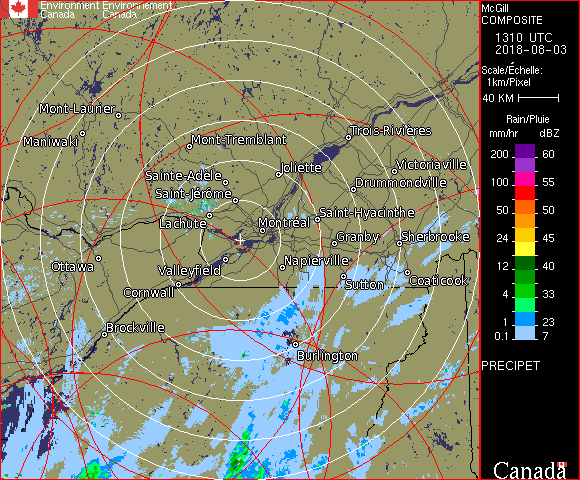 Environment Environnement
Canada Canada
McGill
COMPOSITE
1310 UTC
2018-08-03
Scale/Échelle:
1km/Pixel
40 KM
Rain/Pluie
mm/hr dBZ
200 60
100 55
50 50
24 45
12 40
4 33
1 23
0.1 7
PRECIPET
Canada
Mont-Laurier
Maniwaki
Mont-Tremblant
Trois-Rivières
Joliette
Victoriaville
Sainte-Adèle
Drummondville
Saint-Jérôme
Saint-Hyacinthe
Lachute
Montréal
Granby
Sherbrooke
Ottawa
Valleyfield
Napierville
Coaticook
Cornwall
Sutton
Brockville
Burlington